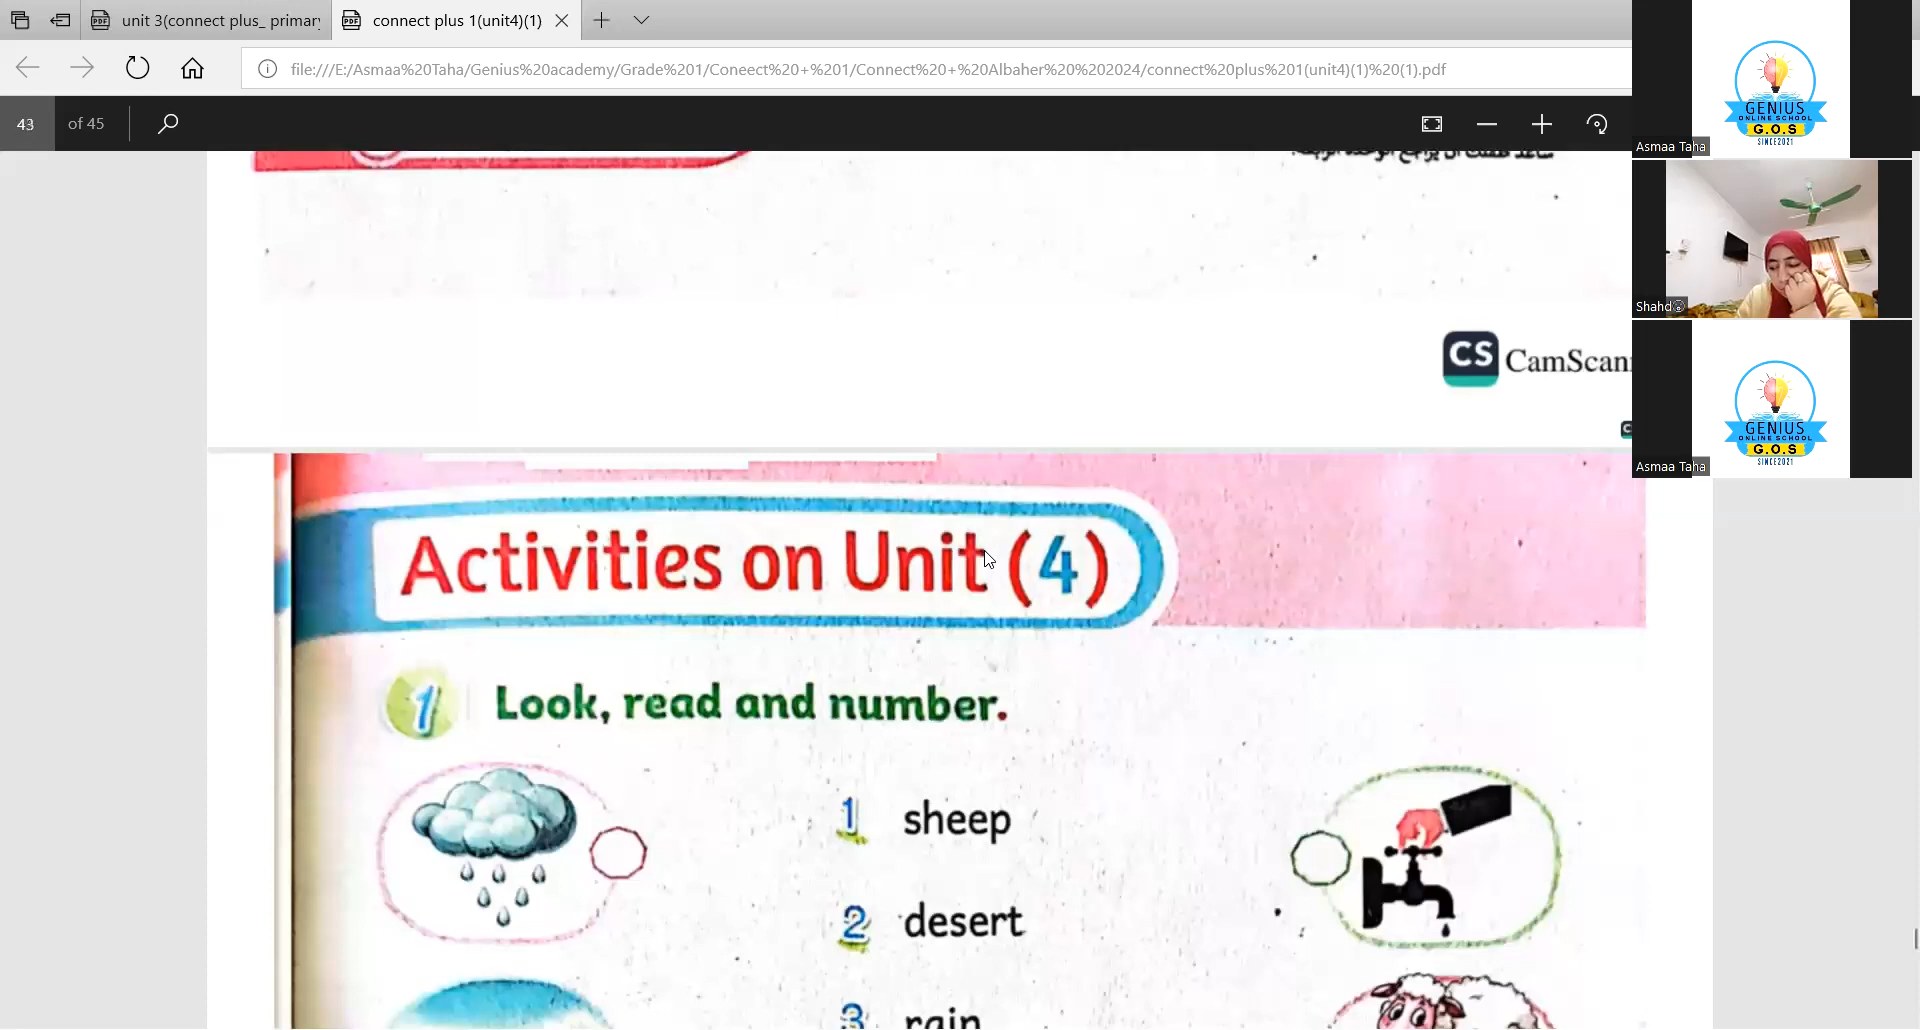 unit 3(connect plus_ primar
connect plus 1(unit4)(1)
file:///E:/Asmaa%20Taha/Genius%20academy/Grade%201/Coneect%20+%201/Connect%20+%20Albaher%20%202024/connect%20plus%201(unit4)(1)%20(1).pdf
43 of 45
GENIUS
ONLINE SCHOOL
G.O.S
SINCE2021
Asmaa Taha
Shahd
CS CamScan
GENIUS
ONLINE SCHOOL
G.O.S
SINCE2021
Asmaa Taha
Activities on Unit (4)
1 Look, read and number.
1 sheep
2 desert
3 rain